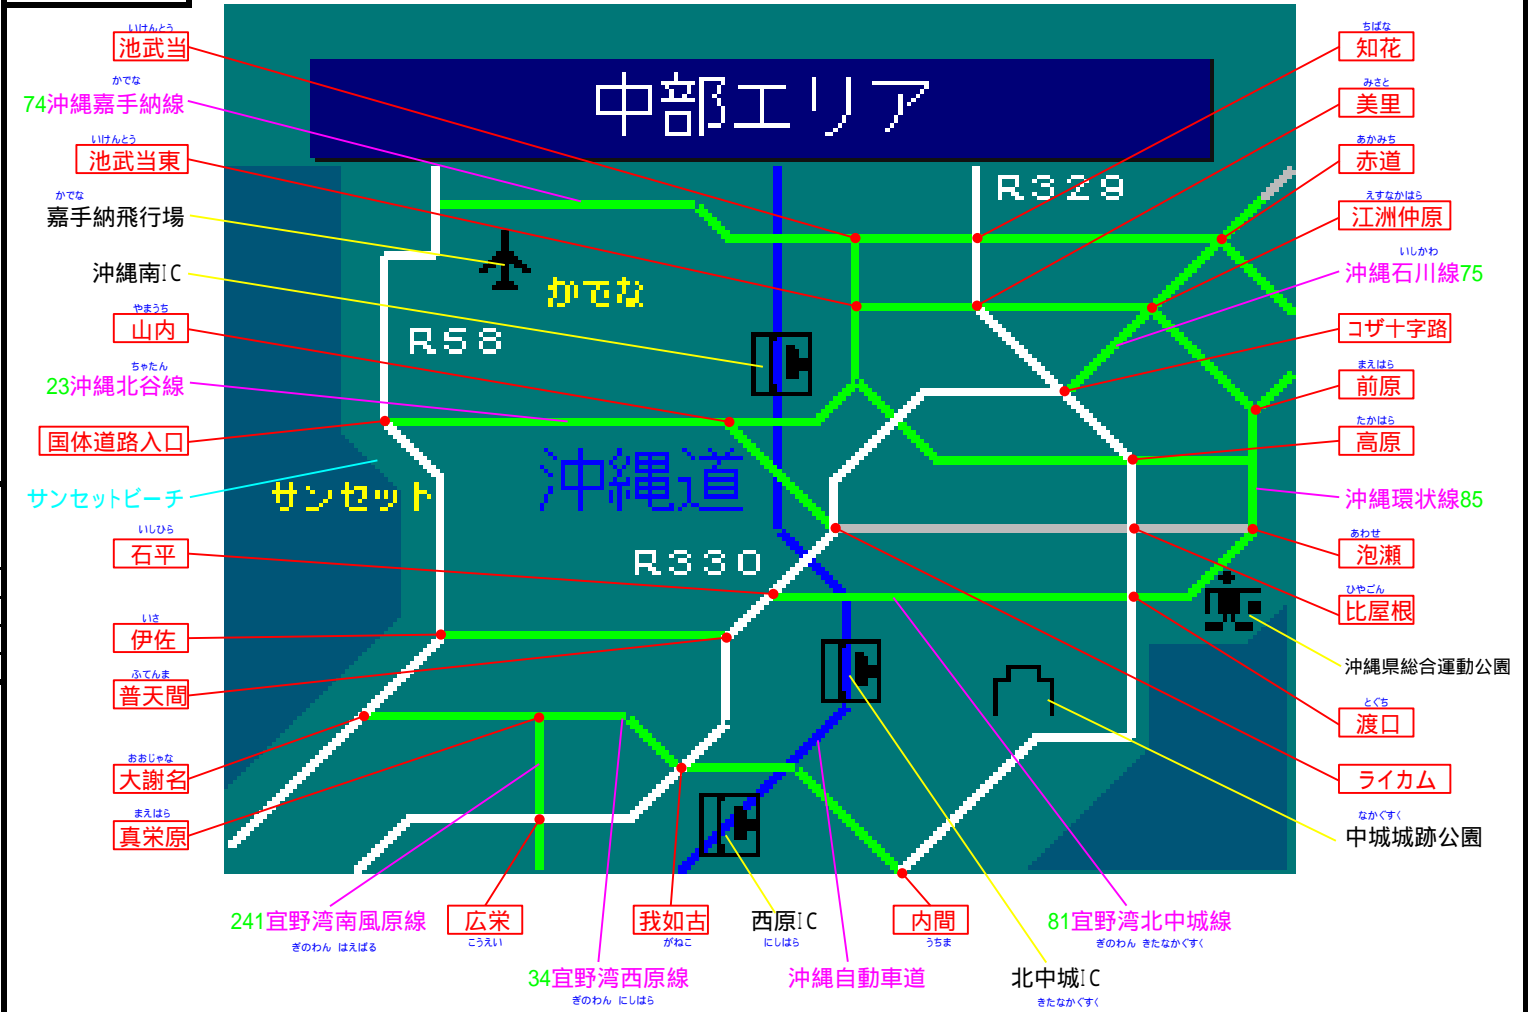 中部エリア
いけんとう
池武当
かでな
74沖縄嘉手納線
いけんとう
池武当東
かでな
嘉手納飛行場
沖縄南IC
やまうち
山内
ちゃたん
23沖縄北谷線
国体道路入口
サンセットビーチ
いしひら
石平
いさ
伊佐
ふてんま
普天間
おおじゃな
大謝名
まえはら
真栄原
R329
かでな
R58
沖縄道
サンセット
R330
ちばな
知花
みさと
美里
あかみち
赤道
えすなかはら
江洲仲原
いしかわ
沖縄石川線75
コザ十字路
まえはら
前原
たかはら
高原
沖縄環状線85
あわせ
泡瀬
ひやごん
比屋根
沖縄県総合運動公園
とぐち
渡口
ライカム
なかぐすく
中城城跡公園
241宜野湾南風原線
ぎのわん はえばる
広栄
こうえい
34宜野湾西原線
ぎのわん にしはら
我如古
がねこ
西原IC
にしはら
沖縄自動車道
内間
うちま
北中城IC
きたなかぐすく
81宜野湾北中城線
ぎのわん きたなかぐすく